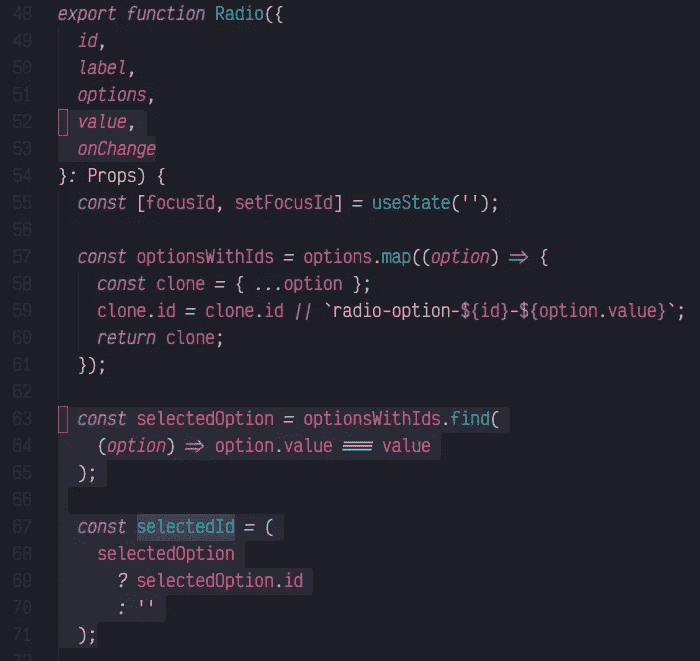 48 export function Radio({
49 id,
50 label,
51 options,
52 value,
53 onChange
54 }: Props) {
55 const [focusId, setFocusId] = useState('');
56
57 const optionsWithIds = options.map((option) => {
58 const clone = { ...option };
59 clone.id = clone.id || `radio-option-${id}-${option.value}`;
60 return clone;
61 });
62
63 const selectedOption = optionsWithIds.find(
64 (option) => option.value === value
65 );
66
67 const selectedId = (
68 selectedOption
69 ? selectedOption.id
70 : ''
71 );
72